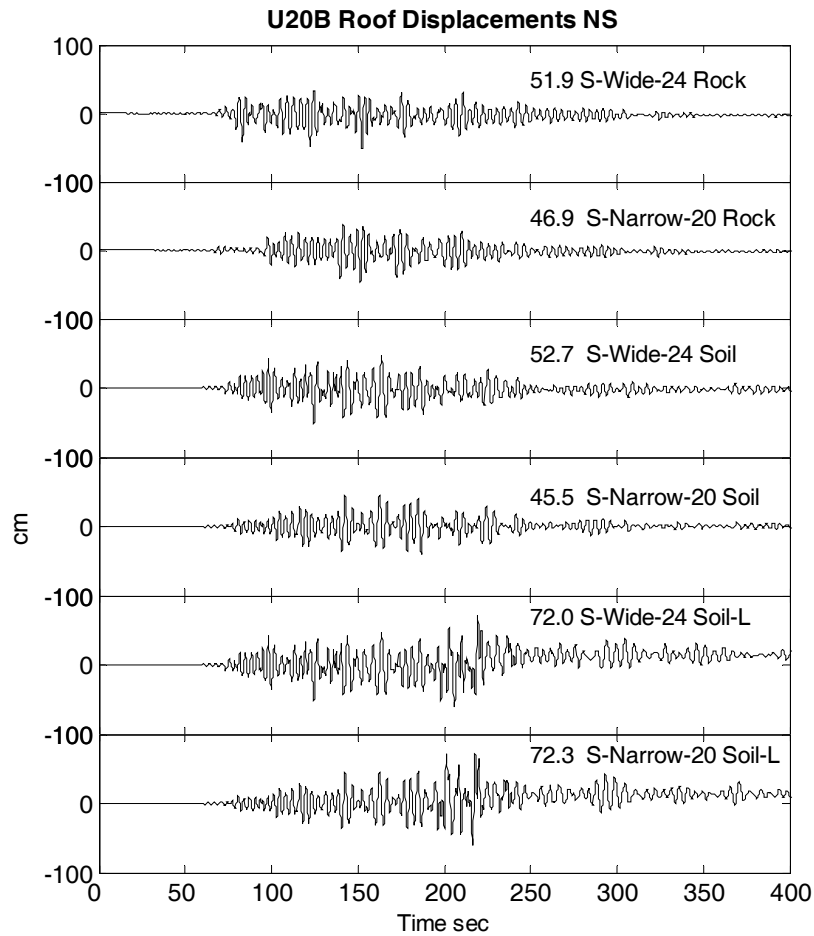 U20B Roof Displacements NS
100
51.9 S-Wide-24 Rock
0
-100
46.9 S-Narrow-20 Rock
0
-100
52.7 S-Wide-24 Soil
0
-100
45.5 S-Narrow-20 Soil
0
cm
-100
72.0 S-Wide-24 Soil-L
0
-100
72.3 S-Narrow-20 Soil-L
0
-100
0 50 100 150 200 250 300 350 400
Time sec